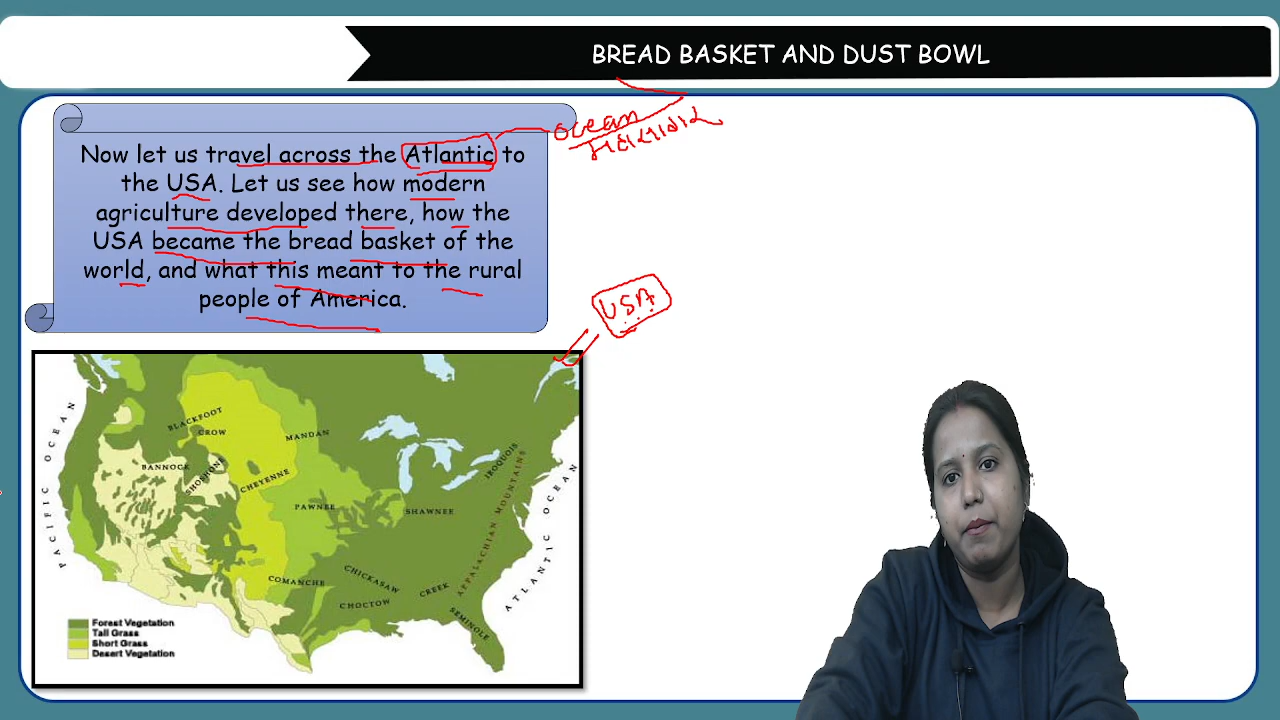 BREAD BASKET AND DUST BOWL
Now let us travel across the Atlantic to
the USA. Let us see how modern
agriculture developed there, how the
USA became the bread basket of the
world, and what this meant to the rural
people of America.
ocean
USA
PACIFIC OCEAN
BLACKFOOT
CROW
MANDAN
BANNOCK
SHOSHONE
CHEYENNE
PAWNEE
SHAWNEE
IROQUOIS
APPALACHIAN MOUNTAINS
ATLANTIC OCEAN
COMANCHE
CHICKASAW
CHOCTOW
CREEK
SEMINOLE
Forest Vegetation
Tall Grass
Short Grass
Desert Vegetation